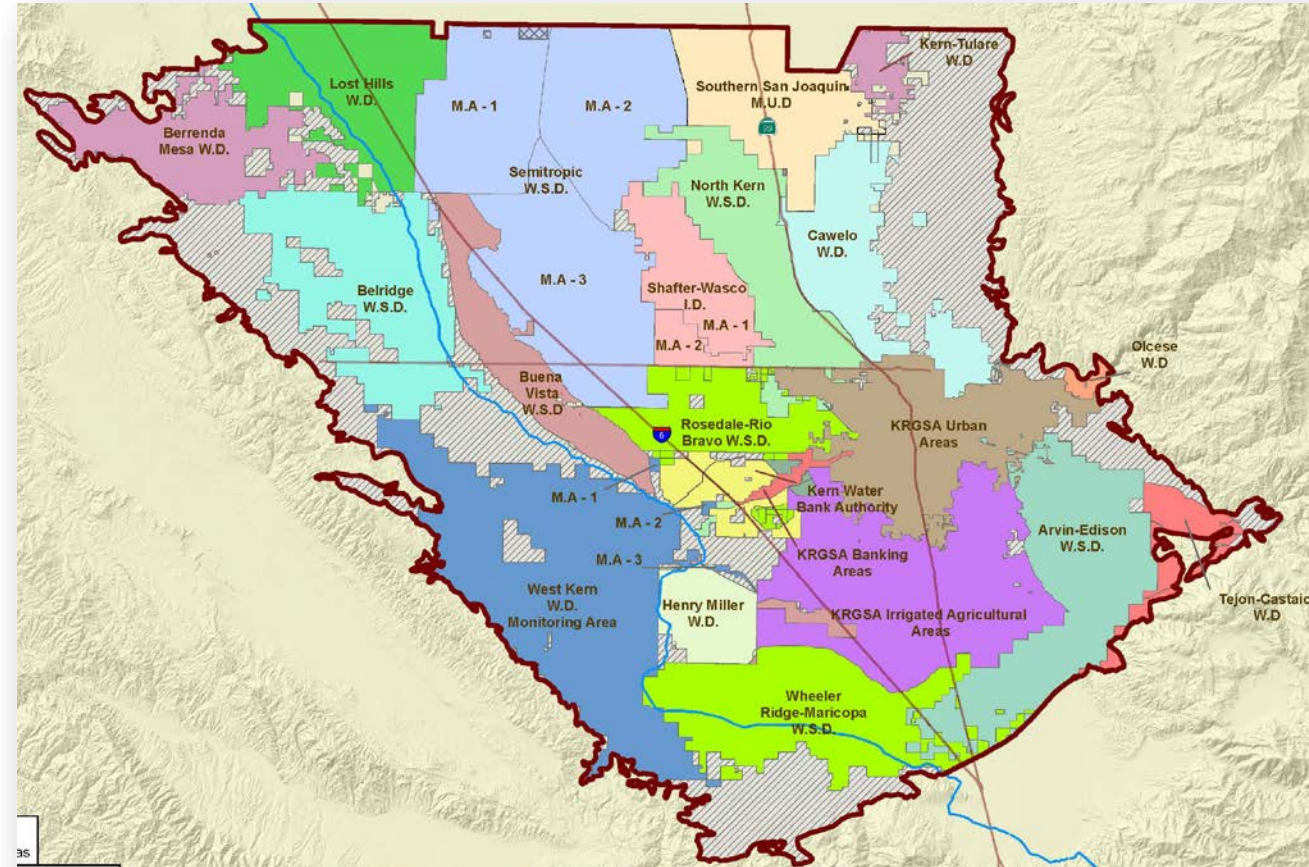 Kern-Tulare
W.D
Lost Hills
W.D.
Southern San Joaquin
M.U.D
M.A - 1
M.A - 2
Berrenda
Mesa W.D.
99
Semitropic
W.S.D.
North Kern
W.S.D.
Cawelo
W.D.
Belridge
W.S.D.
M.A - 3
Shafter-Wasco
I.D.
M.A - 1
M.A - 2
Olcese
W.D
Buena
Vista
W.S.D
Rosedale-Rio
Bravo W.S.D.
5
KRGSA Urban
Areas
M.A - 1
Kern Water
Bank Authority
M.A - 2
Arvin-Edison
W.S.D.
M.A - 3
KRGSA Banking
Areas
West Kern
W.D.
Monitoring Area
Henry Miller
W.D.
KRGSA Irrigated Agricultural
Areas
Tejon-Castaic
W.D
Wheeler
Ridge-Maricopa
W.S.D.
as